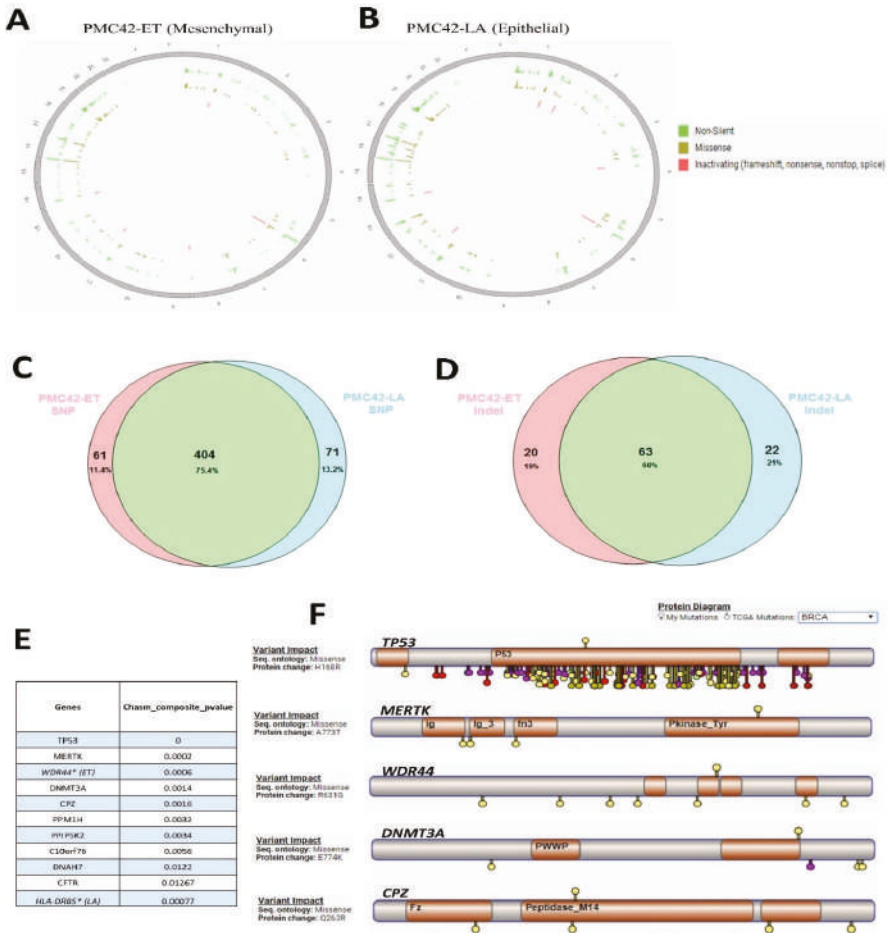 A
PMC42-ET (Mesenchymal)
B
PMC42-LA (Epithelial)
Non-Silent
Missense
Inactivating (frameshift, nonsense, nonstop, splice)
C
PMC42-ET
SNP
PMC42-LA
SNP
61
11.4%
404
75.4%
71
13.2%
D
PMC42-ET
Indel
PMC42-LA
Indel
20
19%
63
60%
22
21%
E
Genes Chasm_composite_pvalue
TP53 0
MERTK 0.0002
WDR44* (ET) 0.0006
DNMT3A 0.0014
CPZ 0.0016
PPM1H 0.0032
PPIP5K2 0.0034
C10orf76 0.0056
DNAH7 0.0122
CFTR 0.01267
HLA-DRB5* (LA) 0.00077
F
Protein Diagram
My Mutations TCGA Mutations: BRCA
Variant Impact
Seq. ontology: Missense
Protein change: H168R
TP53
P53
Variant Impact
Seq. ontology: Missense
Protein change: A773T
MERTK
Ig
Ig_3
fn3
Pkinase_Tyr
Variant Impact
Seq. ontology: Missense
Protein change: R631G
WDR44
Variant Impact
Seq. ontology: Missense
Protein change: E774K
DNMT3A
PWWP
Variant Impact
Seq. ontology: Missense
Protein change: Q263R
CPZ
Fz
Peptidase_M14